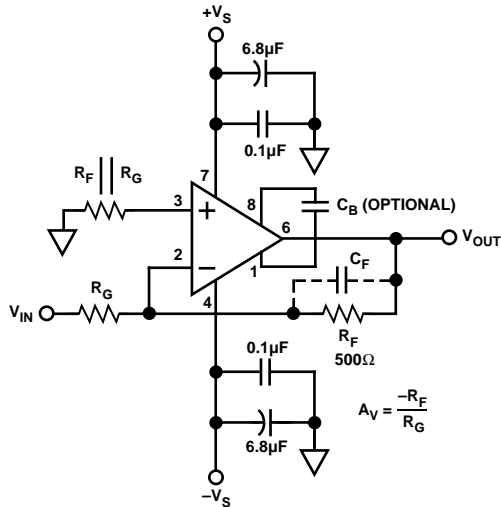 +VS
6.8µF
0.1µF
RF || RG
7
3
+
8
CB (OPTIONAL)
6
VOUT
2
–
1
CF
4
RG
VIN
RF
500Ω
0.1µF
AV = –RF / RG
6.8µF
–VS